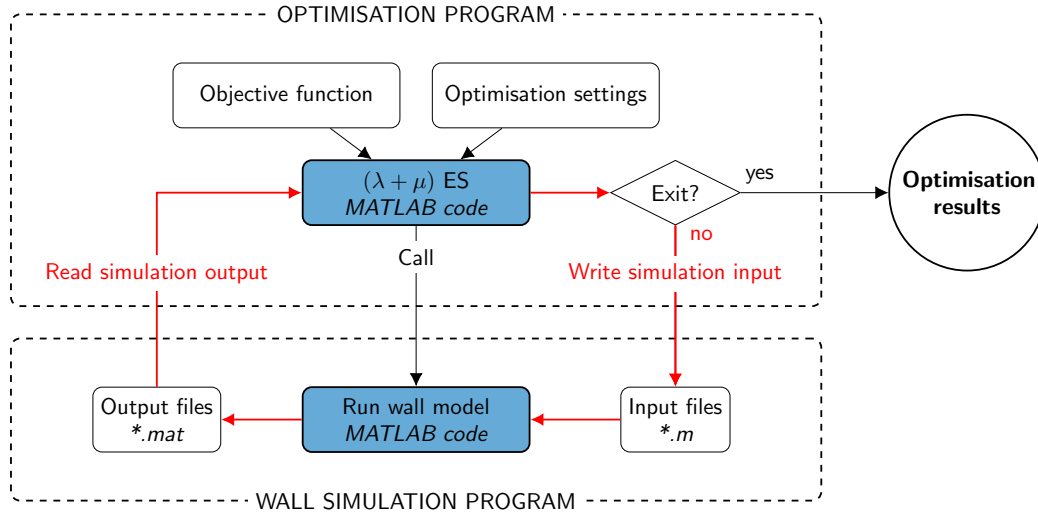 OPTIMISATION PROGRAM
Objective function
Optimisation settings
(λ + μ) ES
MATLAB code
Exit?
yes
Optimisation
results
no
Call
Read simulation output
Write simulation input
Output files
*.mat
Run wall model
MATLAB code
Input files
*.m
WALL SIMULATION PROGRAM